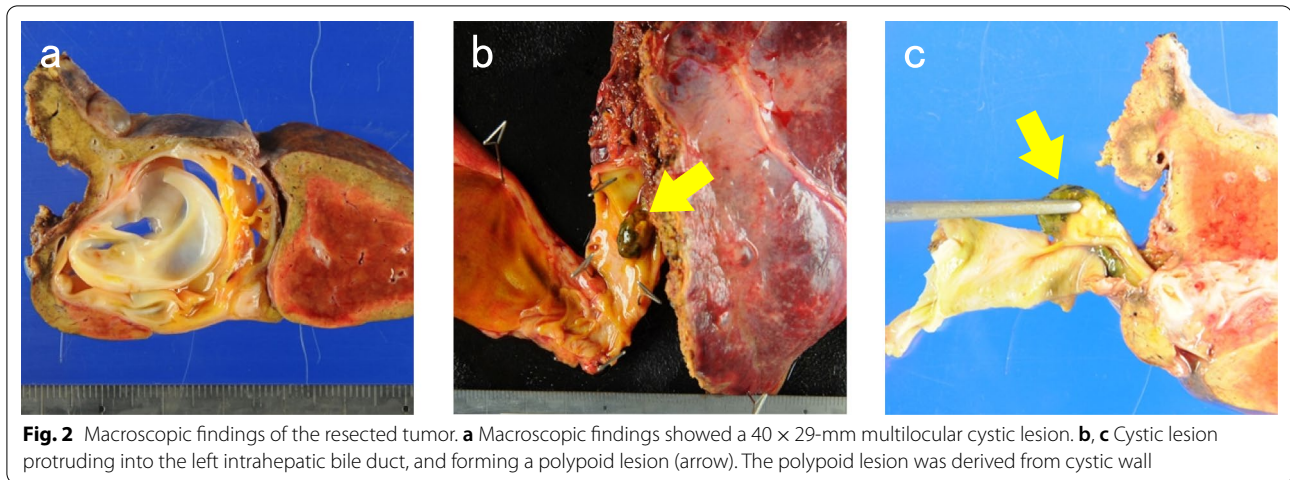 a
b
c
Fig. 2 Macroscopic findings of the resected tumor. a Macroscopic findings showed a 40 × 29-mm multilocular cystic lesion. b, c Cystic lesion
protruding into the left intrahepatic bile duct, and forming a polypoid lesion (arrow). The polypoid lesion was derived from cystic wall